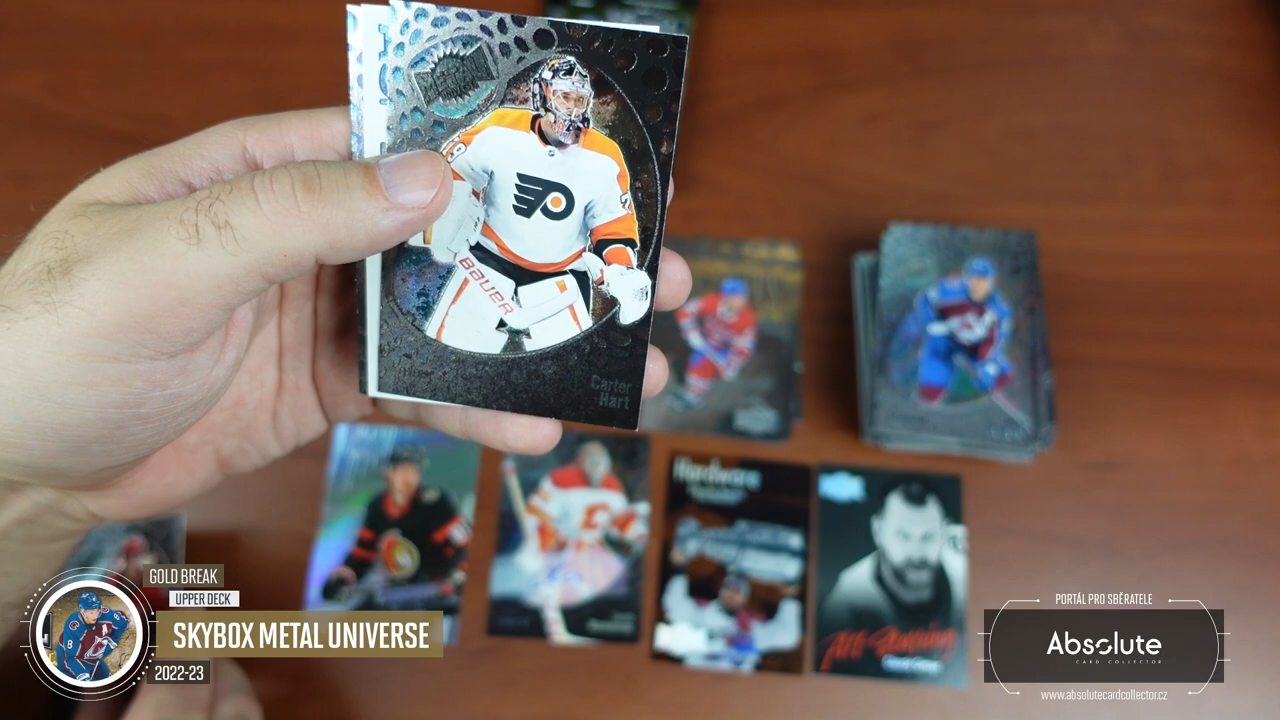 BAUER
Carter
Hart
Hardware
GOLD BREAK
UPPER DECK
SKYBOX METAL UNIVERSE
2022-23
PORTÁL PRO SBĚRATELE
Absolute
CARD COLLECTOR
www.absolutecardcollector.cz